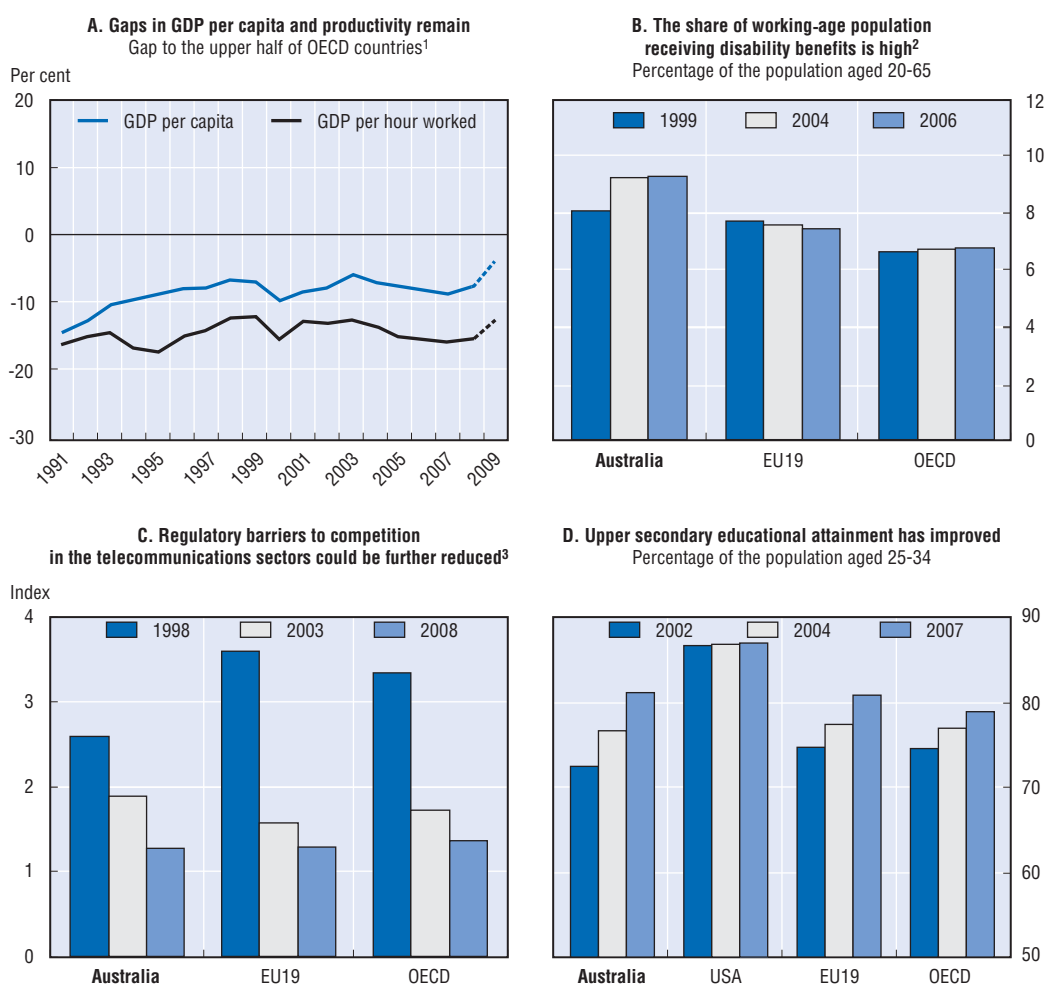 A. Gaps in GDP per capita and productivity remain
Gap to the upper half of OECD countries¹
Per cent
GDP per capita
GDP per hour worked
20
10
0
-10
-20
-30
1991
1993
1995
1997
1999
2001
2003
2005
2007
2009
B. The share of working-age population
receiving disability benefits is high²
Percentage of the population aged 20-65
1999
2004
2006
12
10
8
6
4
2
0
Australia
EU19
OECD
C. Regulatory barriers to competition
in the telecommunications sectors could be further reduced³
Index
1998
2003
2008
4
3
2
1
0
Australia
EU19
OECD
D. Upper secondary educational attainment has improved
Percentage of the population aged 25-34
2002
2004
2007
90
80
70
60
50
Australia
USA
EU19
OECD